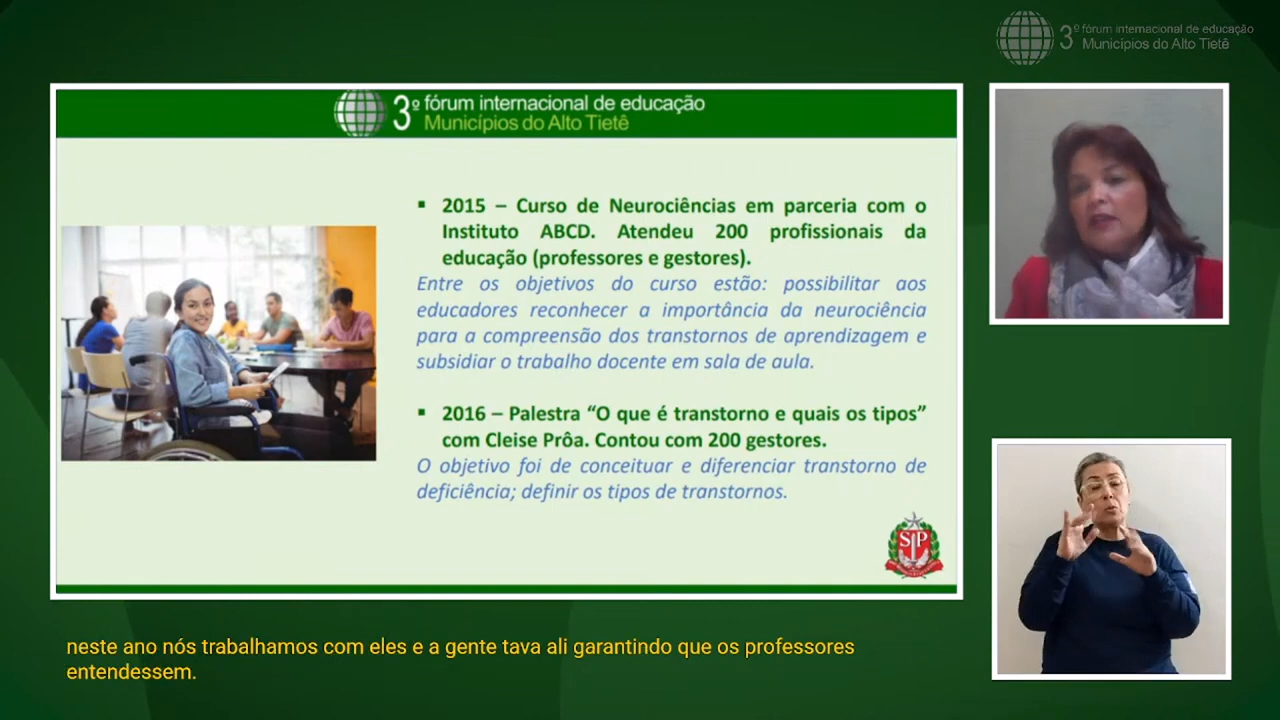 3º fórum internacional de educação
Municípios do Alto Tietê
3º fórum internacional de educação
Municípios do Alto Tietê
▪ 2015 – Curso de Neurociências em parceria com o
Instituto ABCD. Atendeu 200 profissionais da
educação (professores e gestores).
Entre os objetivos do curso estão: possibilitar aos
educadores reconhecer a importância da neurociência
para a compreensão dos transtornos de aprendizagem e
subsidiar o trabalho docente em sala de aula.
▪ 2016 – Palestra “O que é transtorno e quais os tipos”
com Cleise Prôa. Contou com 200 gestores.
O objetivo foi de conceituar e diferenciar transtorno de
deficiência; definir os tipos de transtornos.
SP
neste ano nós trabalhamos com eles e a gente tava ali garantindo que os professores
entendessem.